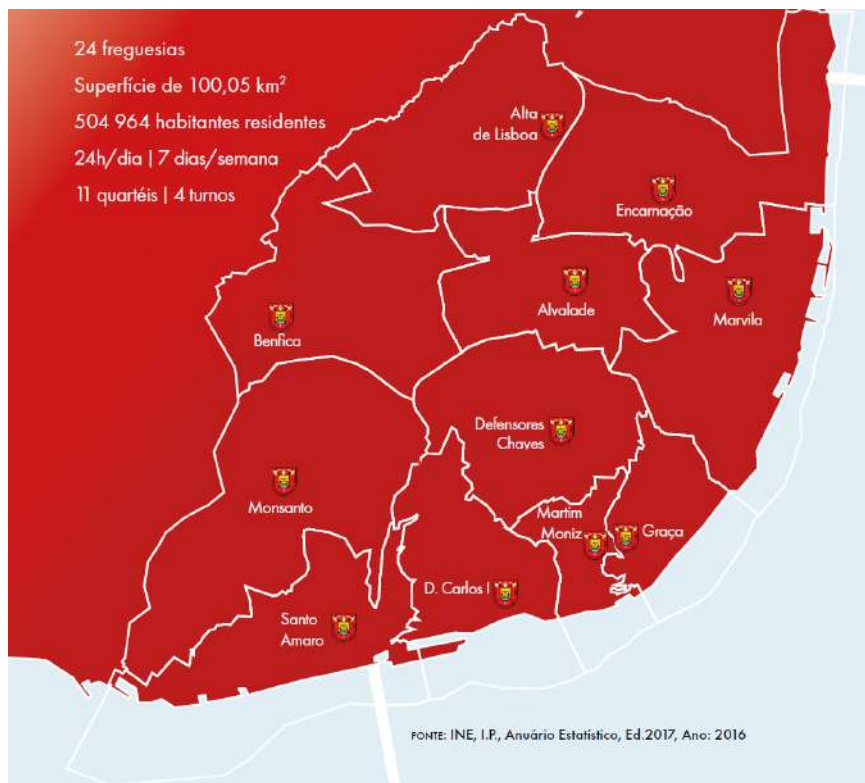 24 freguesias
Superfície de 100,05 km²
504 964 habitantes residentes
24h/dia | 7 dias/semana
11 quartéis | 4 turnos
Alta
de Lisboa
Encarnação
Benfica
Alvalade
Marvila
Defensores
Chaves
Monsanto
Martim
Moniz
Graça
D. Carlos I
Santo
Amaro
FONTE: INE, I.P., Anuário Estatístico, Ed.2017, Ano: 2016